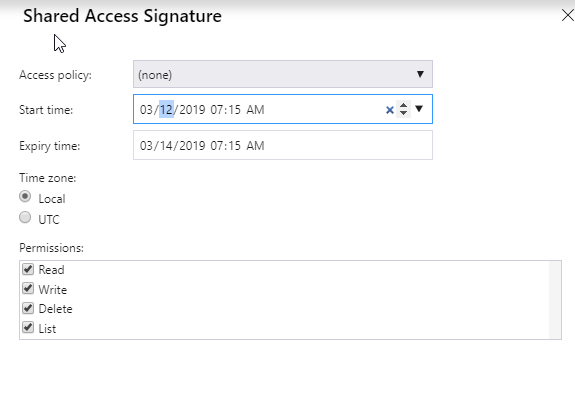 Shared Access Signature
Access policy: (none)
Start time: 03/12/2019 07:15 AM
Expiry time: 03/14/2019 07:15 AM
Time zone:
Local
UTC
Permissions:
Read
Write
Delete
List